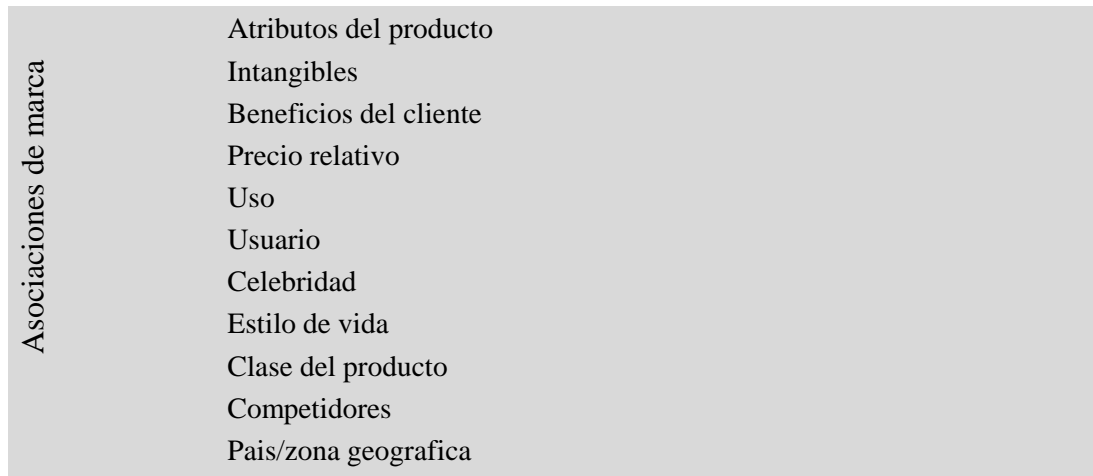 Asociaciones de marca
Atributos del producto
Intangibles
Beneficios del cliente
Precio relativo
Uso
Usuario
Celebridad
Estilo de vida
Clase del producto
Competidores
Pais/zona geografica